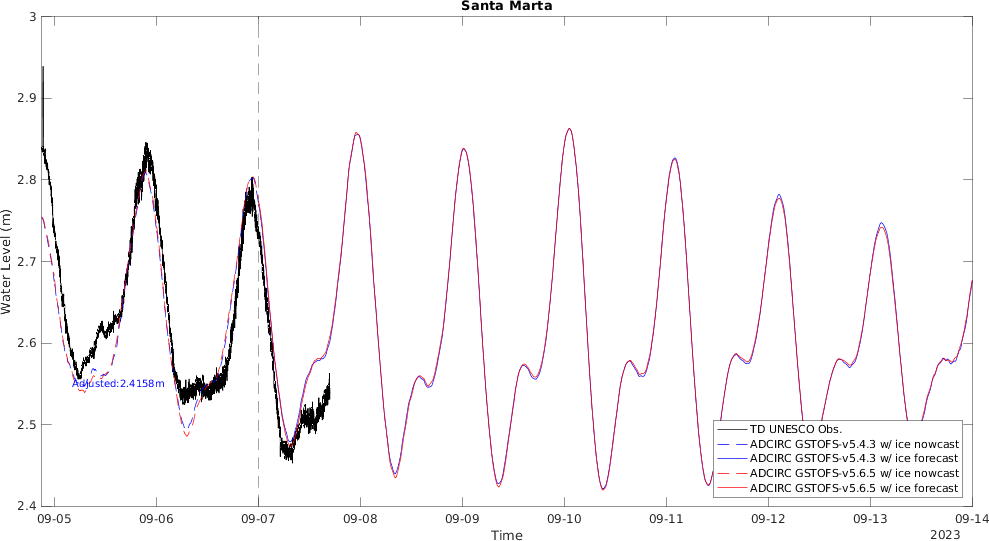 Santa Marta
3
2.9
2.8
2.7
2.6
2.5
2.4
Water Level (m)
Adjusted:2.4158m
TD UNESCO Obs.
ADCIRC GSTOFS-v5.4.3 w/ ice nowcast
ADCIRC GSTOFS-v5.4.3 w/ ice forecast
ADCIRC GSTOFS-v5.6.5 w/ ice nowcast
ADCIRC GSTOFS-v5.6.5 w/ ice forecast
09-05 09-06 09-07 09-08 09-09 09-10 09-11 09-12 09-13 09-14
Time
2023